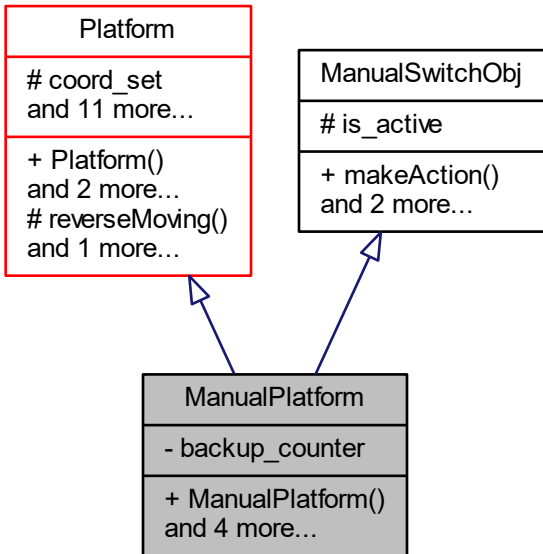 Platform
# coord_set
and 11 more...
+ Platform()
and 2 more...
# reverseMoving()
and 1 more...
ManualSwitchObj
# is_active
+ makeAction()
and 2 more...
ManualPlatform
- backup_counter
+ ManualPlatform()
and 4 more...